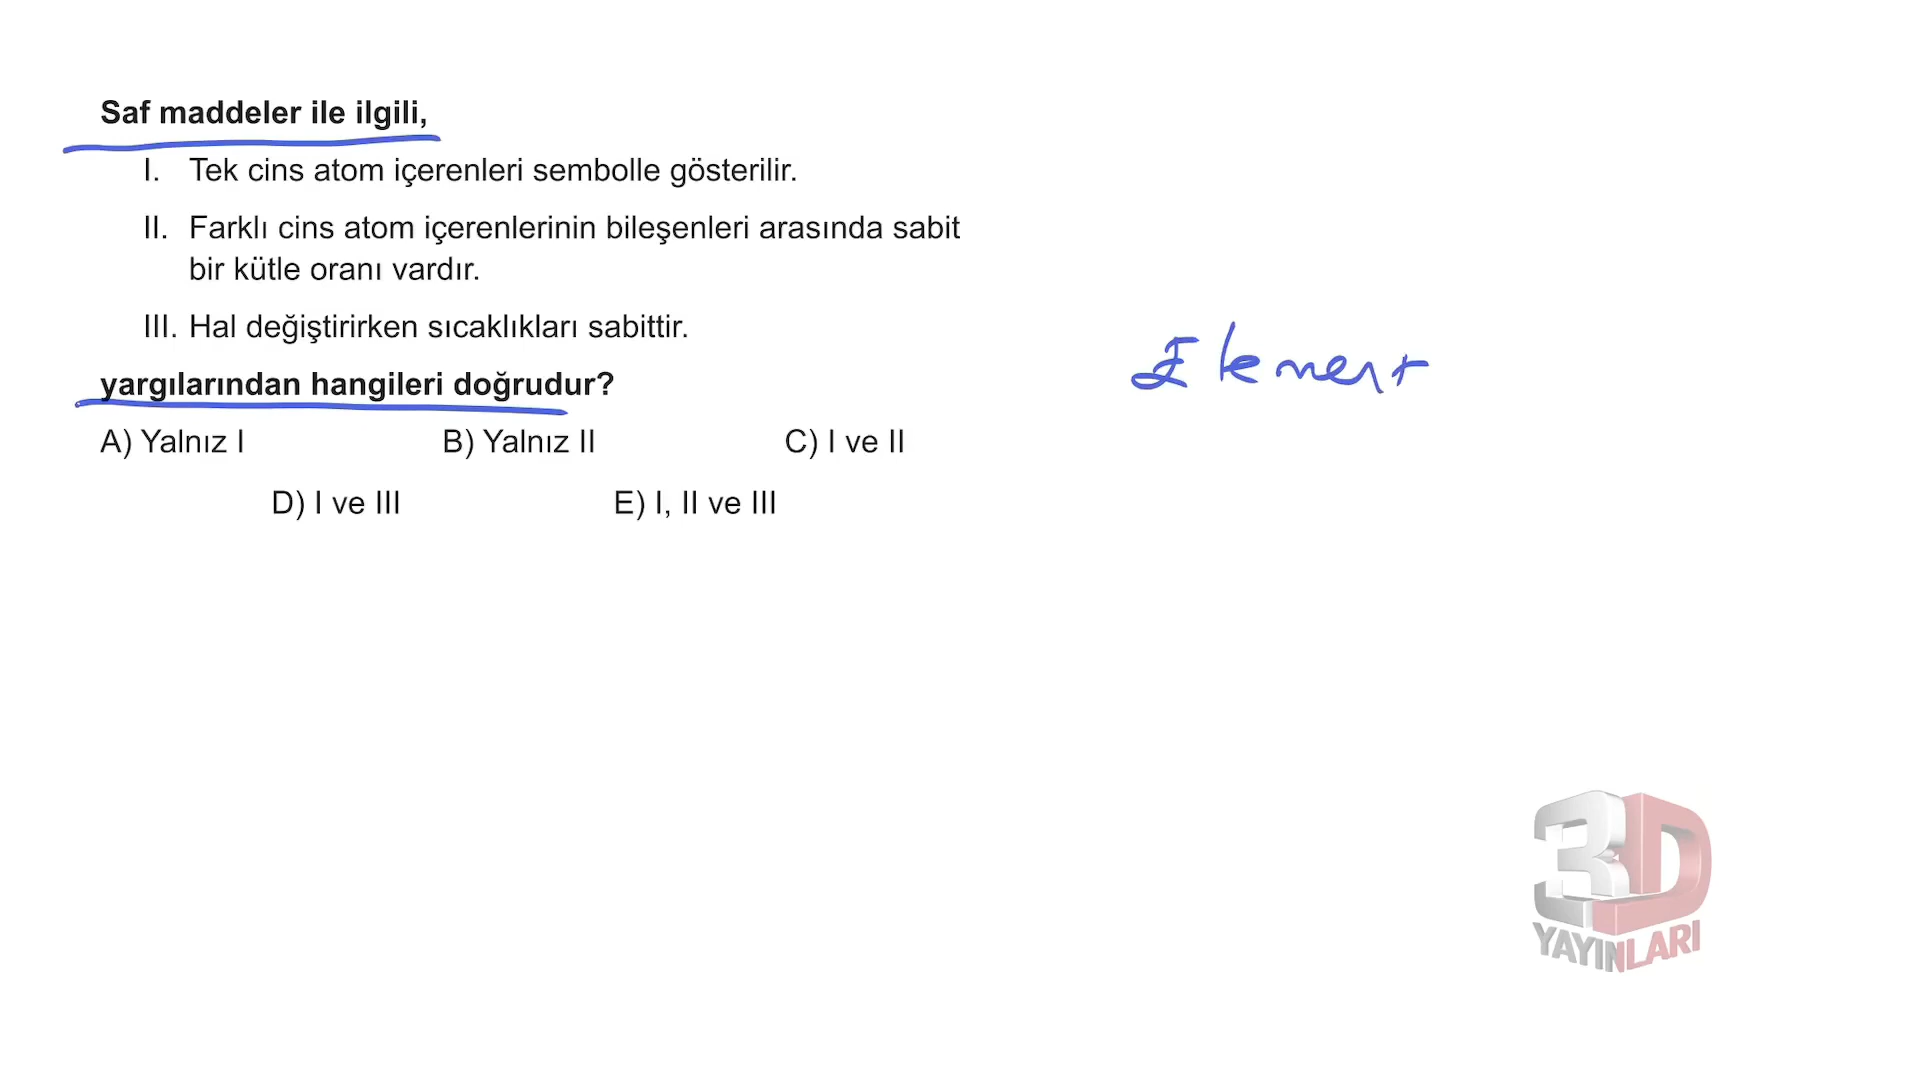 Saf maddeler ile ilgili,
I. Tek cins atom içerenleri sembolle gösterilir.
II. Farklı cins atom içerenlerinin bileşenleri arasında sabit
bir kütle oranı vardır.
III. Hal değiştirirken sıcaklıkları sabittir.
Element
yargılarından hangileri doğrudur?
A) Yalnız I B) Yalnız II C) I ve II
D) I ve III E) I, II ve III
3D
YAYINLARI